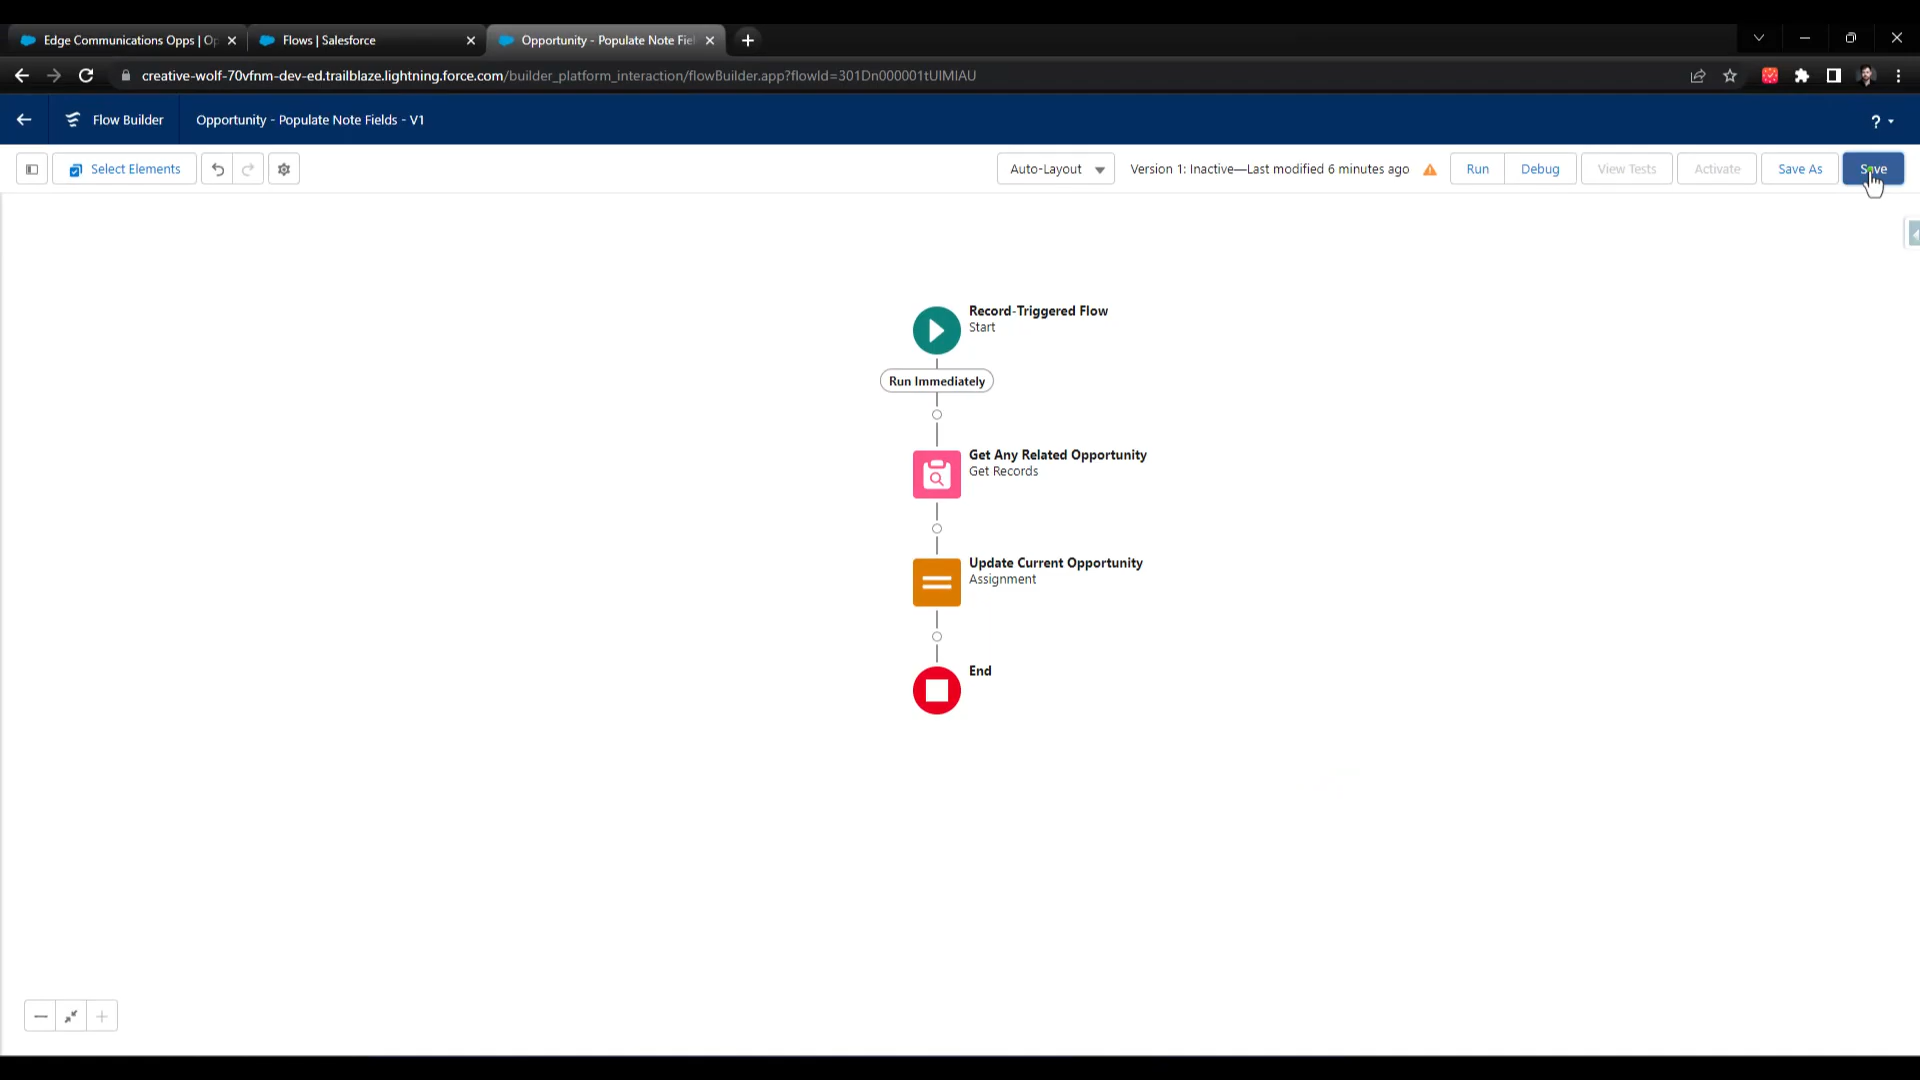 Edge Communications Opps | Op
Flows | Salesforce
Opportunity - Populate Note Fiel
creative-wolf-70vfnm-dev-ed.trailblaze.lightning.force.com/builder_platform_interaction/flowBuilder.app?flowId=301Dn000001tUIMIAU
Flow Builder
Opportunity - Populate Note Fields - V1
?
Select Elements
Auto-Layout
Version 1: Inactive—Last modified 6 minutes ago
Run
Debug
View Tests
Activate
Save As
Save
Record-Triggered Flow
Start
Run Immediately
Get Any Related Opportunity
Get Records
Update Current Opportunity
Assignment
End